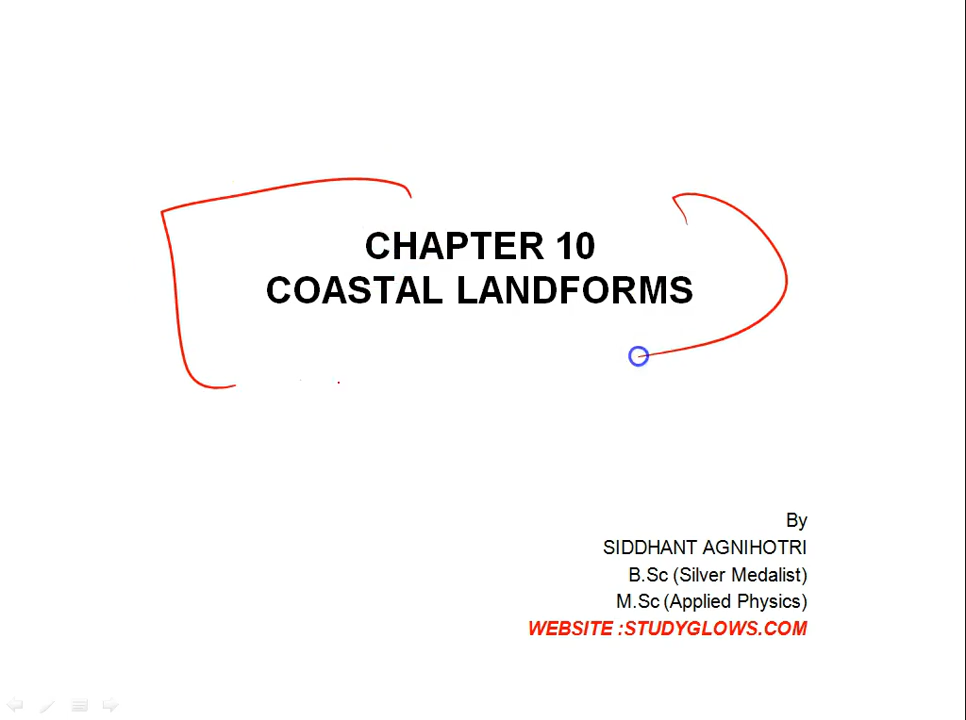 CHAPTER 10
COASTAL LANDFORMS
By
SIDDHANT AGNIHOTRI
B.Sc (Silver Medalist)
M.Sc (Applied Physics)
WEBSITE :STUDYGLOWS.COM